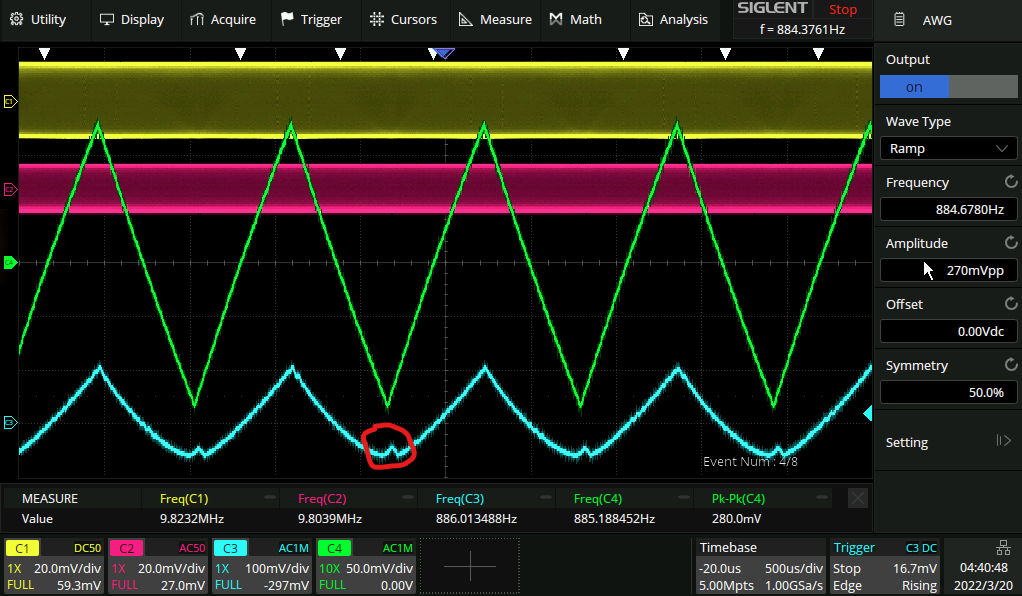 Utility Display Acquire Trigger Cursors Measure Math Analysis SIGLENT Stop AWG
f = 884.3761Hz
Output
on
Wave Type
Ramp
Frequency
884.6780Hz
Amplitude
270mVpp
Offset
0.00Vdc
Symmetry
50.0%
Setting
C1
C2
C4
C3
Event Num : 4/8
MEASURE Freq(C1) Freq(C2) Freq(C3) Freq(C4) Pk-Pk(C4)
Value 9.8232MHz 9.8039MHz 886.013488Hz 885.188452Hz 280.0mV
C1 DC50 C2 AC50 C3 AC1M C4 AC1M Timebase Trigger C3 DC
1X 20.0mV/div 1X 20.0mV/div 1X 100mV/div 10X 50.0mV/div -20.0us 500us/div Stop 16.7mV 04:40:48
FULL 59.3mV FULL 27.0mV FULL -297mV FULL 0.00V 5.00Mpts 1.00GSa/s Edge Rising 2022/3/20